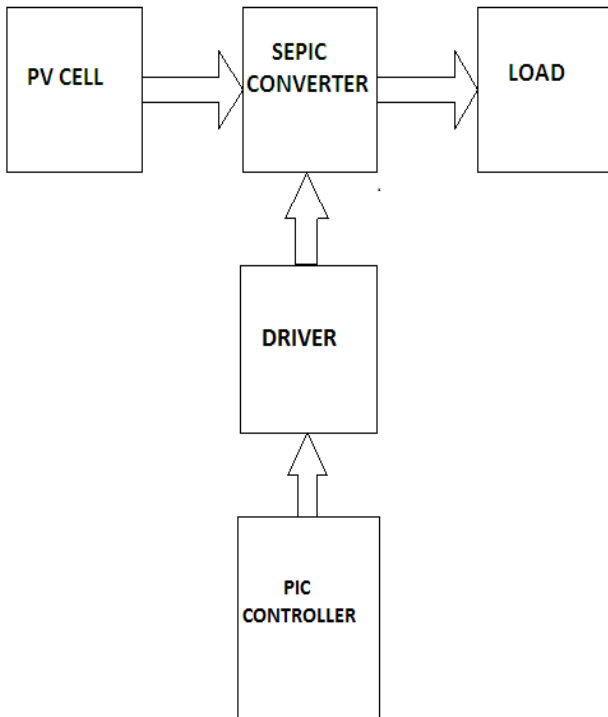 PV CELL
SEPIC
CONVERTER
LOAD
DRIVER
PIC
CONTROLLER